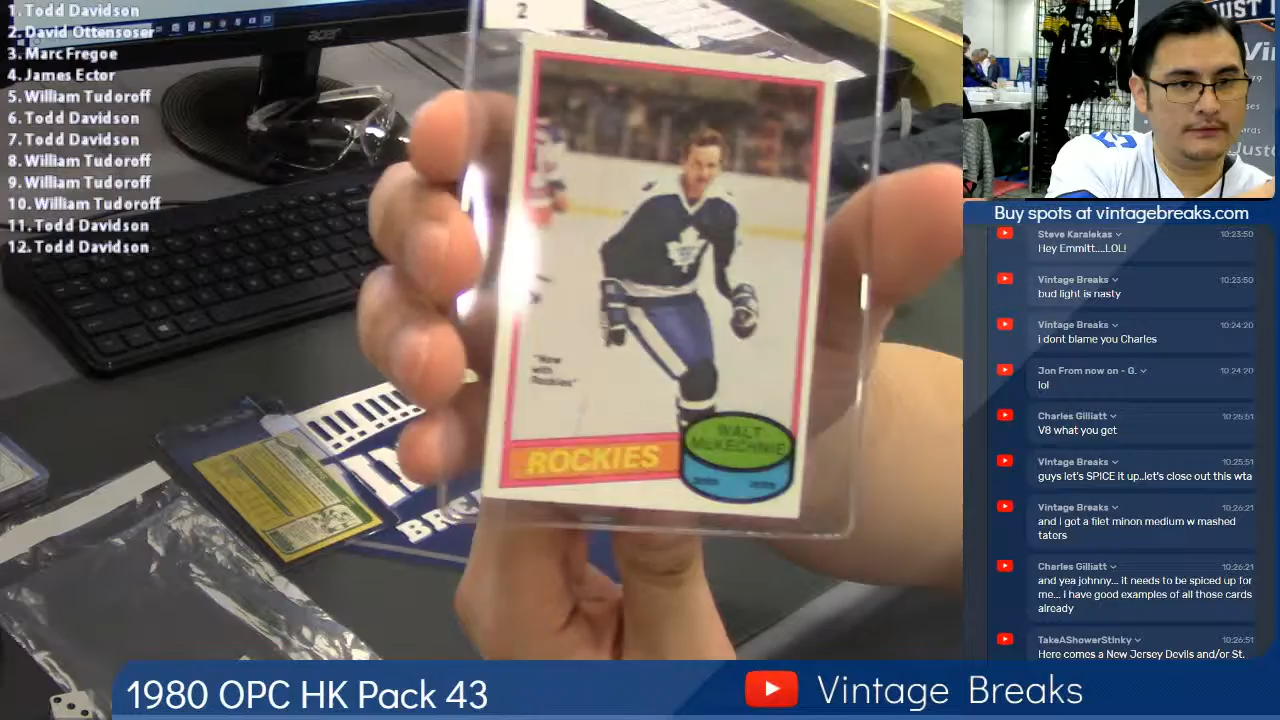 1. Todd Davidson
2. David Ottensoser
3. Marc Fregoe
4. James Ector
5. William Tudoroff
6. Todd Davidson
7. Todd Davidson
8. William Tudoroff
9. William Tudoroff
10. William Tudoroff
11. Todd Davidson
12. Todd Davidson
acer
2
"Now
with
Rockies"
ROCKIES
WALT
McKECHNIE
73
JUST
Buy spots at vintagebreaks.com
Steve Karalekas 10:23:50
Hey Emmitt....LOL!
Vintage Breaks 10:23:50
bud light is nasty
Vintage Breaks 10:24:20
i dont blame you Charles
Jon From now on - G. 10:24:20
lol
Charles Gilliatt 10:25:51
V8 what you get
Vintage Breaks 10:25:51
guys let's SPICE it up..let's close out this wta
Vintage Breaks 10:26:21
and i got a filet minon medium w mashed
taters
Charles Gilliatt 10:26:21
and yea johnny... it needs to be spiced up for
me... i have good examples of all those cards
already
TakeAShowerStinky 10:26:51
Here comes a New Jersey Devils and/or St.
1980 OPC HK Pack 43
Vintage Breaks